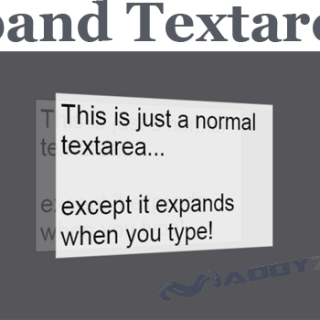 pand Textare
This is just a normal
textarea...
except it expands
when you type!